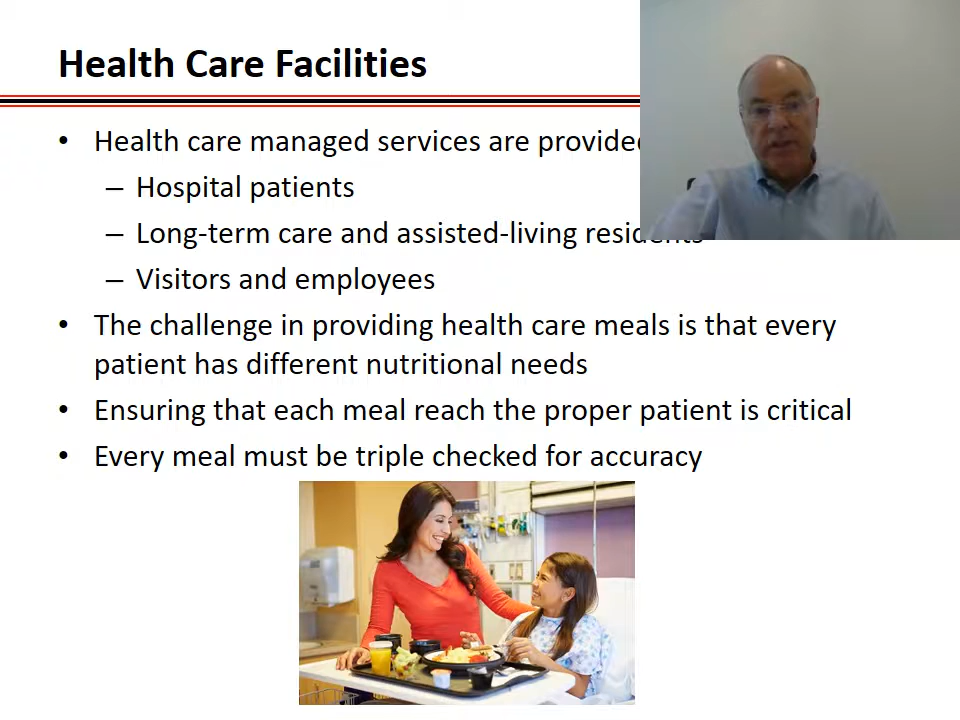 Health Care Facilities
• Health care managed services are provided
– Hospital patients
– Long-term care and assisted-living residents
– Visitors and employees
• The challenge in providing health care meals is that every
patient has different nutritional needs
• Ensuring that each meal reach the proper patient is critical
• Every meal must be triple checked for accuracy